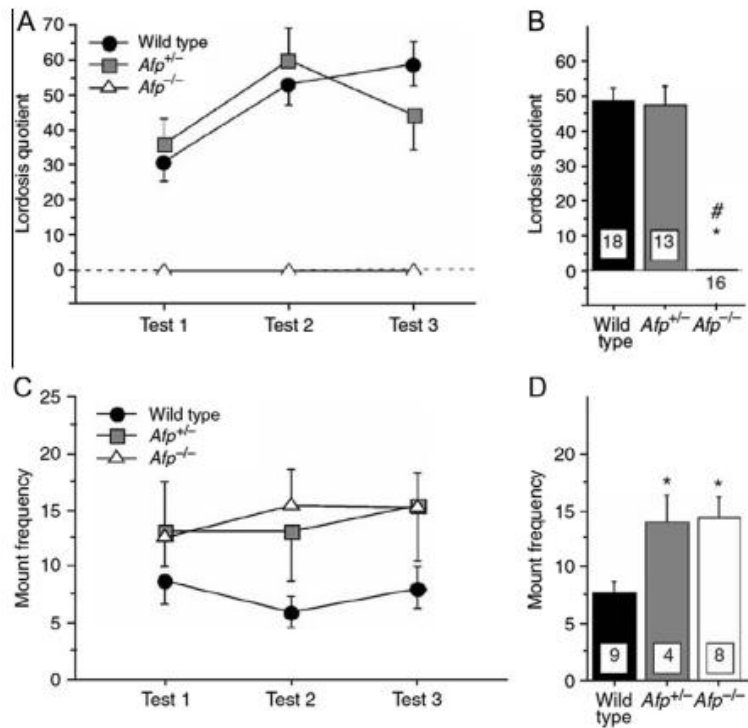 A
Lordosis quotient
70
60
50
40
30
20
10
0
Wild type
Afp+/−
Afp−/−
Test 1
Test 2
Test 3
B
Lordosis quotient
70
60
50
40
30
20
10
0
18
13
#
*
16
Wild type
Afp+/−
Afp−/−
C
Mount frequency
25
20
15
10
5
0
Wild type
Afp+/−
Afp−/−
Test 1
Test 2
Test 3
D
Mount frequency
25
20
15
10
5
0
*
*
9
4
8
Wild type
Afp+/−
Afp−/−